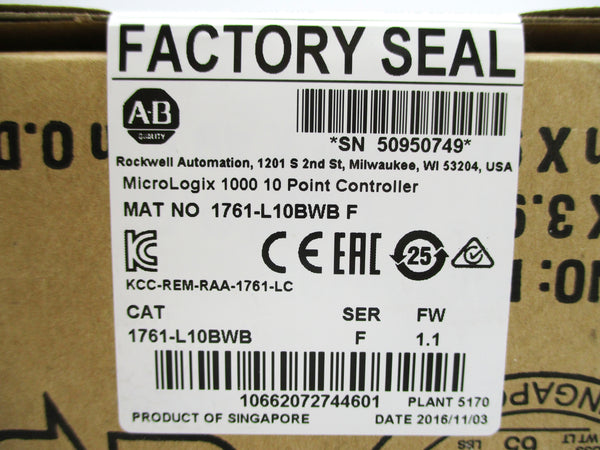 FACTORY SEAL
A-B
QUALITY
*SN 50950749*
Rockwell Automation, 1201 S 2nd St, Milwaukee, WI 53204, USA
MicroLogix 1000 10 Point Controller
MAT NO 1761-L10BWB F
CE EAC 25
KCC-REM-RAA-1761-LC
CAT SER FW
1761-L10BWB F 1.1
10662072744601 PLANT 5170
PRODUCT OF SINGAPORE DATE 2016/11/03